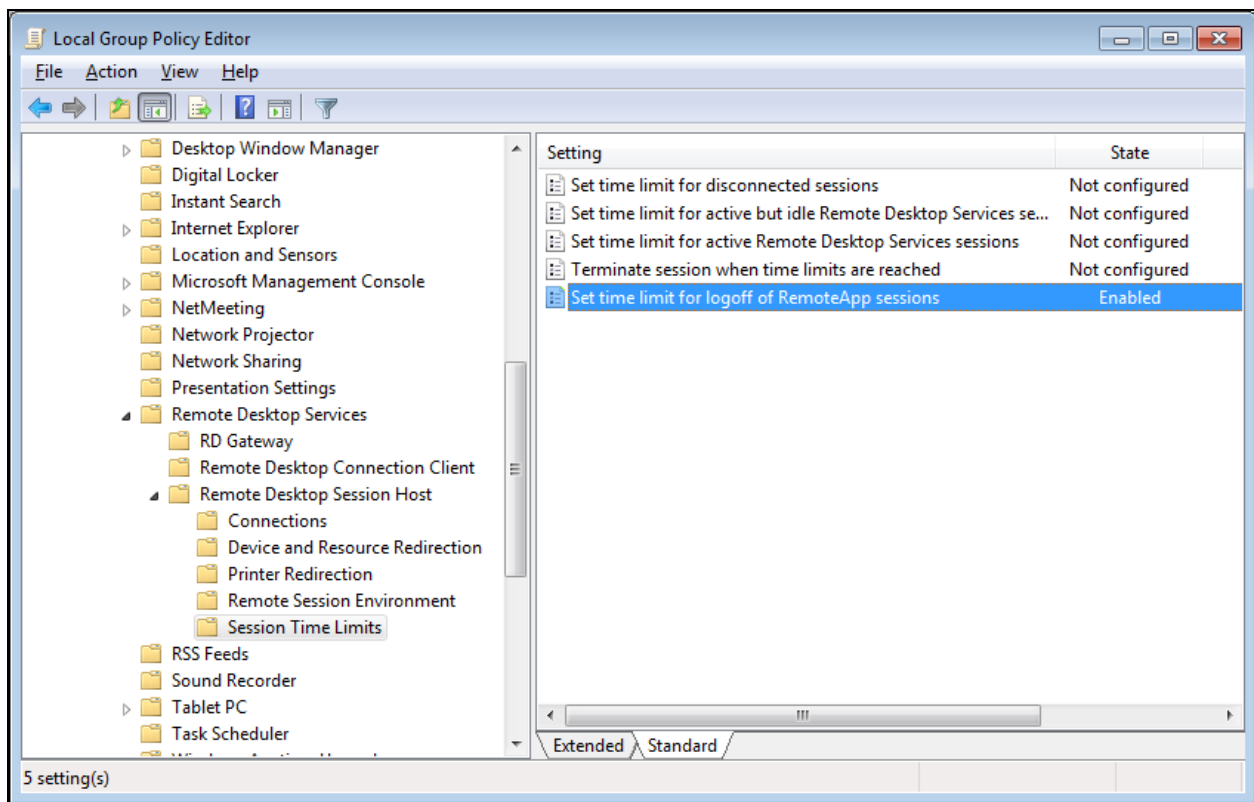 Local Group Policy Editor
File Action View Help
Desktop Window Manager
Digital Locker
Instant Search
Internet Explorer
Location and Sensors
Microsoft Management Console
NetMeeting
Network Projector
Network Sharing
Presentation Settings
Remote Desktop Services
RD Gateway
Remote Desktop Connection Client
Remote Desktop Session Host
Connections
Device and Resource Redirection
Printer Redirection
Remote Session Environment
Session Time Limits
RSS Feeds
Sound Recorder
Tablet PC
Task Scheduler
Setting State
Set time limit for disconnected sessions Not configured
Set time limit for active but idle Remote Desktop Services se... Not configured
Set time limit for active Remote Desktop Services sessions Not configured
Terminate session when time limits are reached Not configured
Set time limit for logoff of RemoteApp sessions Enabled
Extended Standard
5 setting(s)